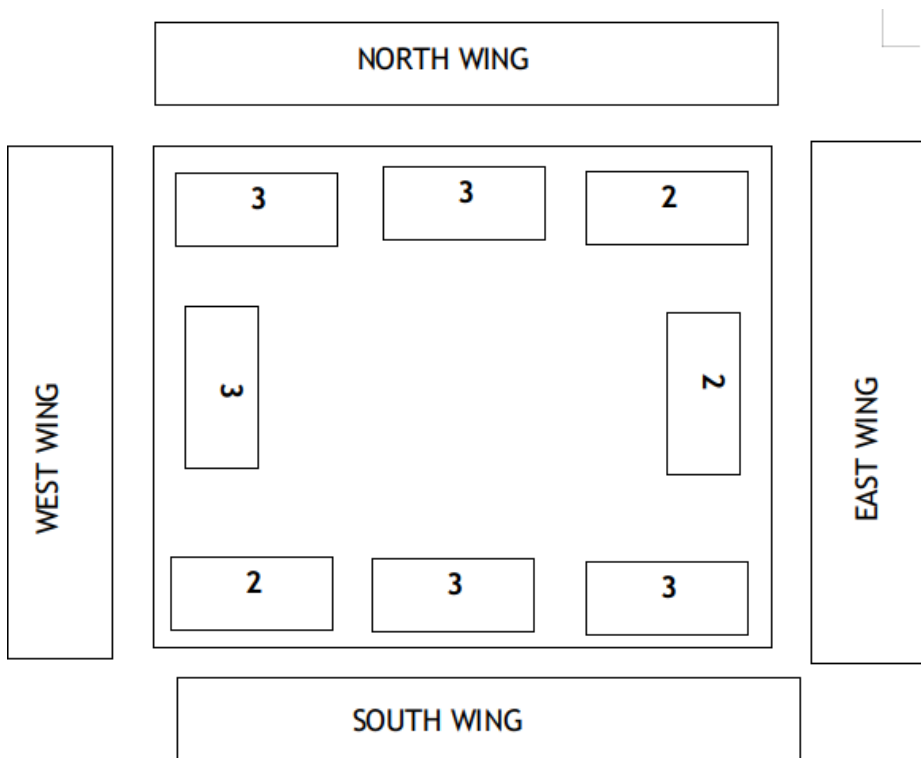 NORTH WING
3 3 2
WEST WING
3 2
EAST WING
2 3 3
SOUTH WING